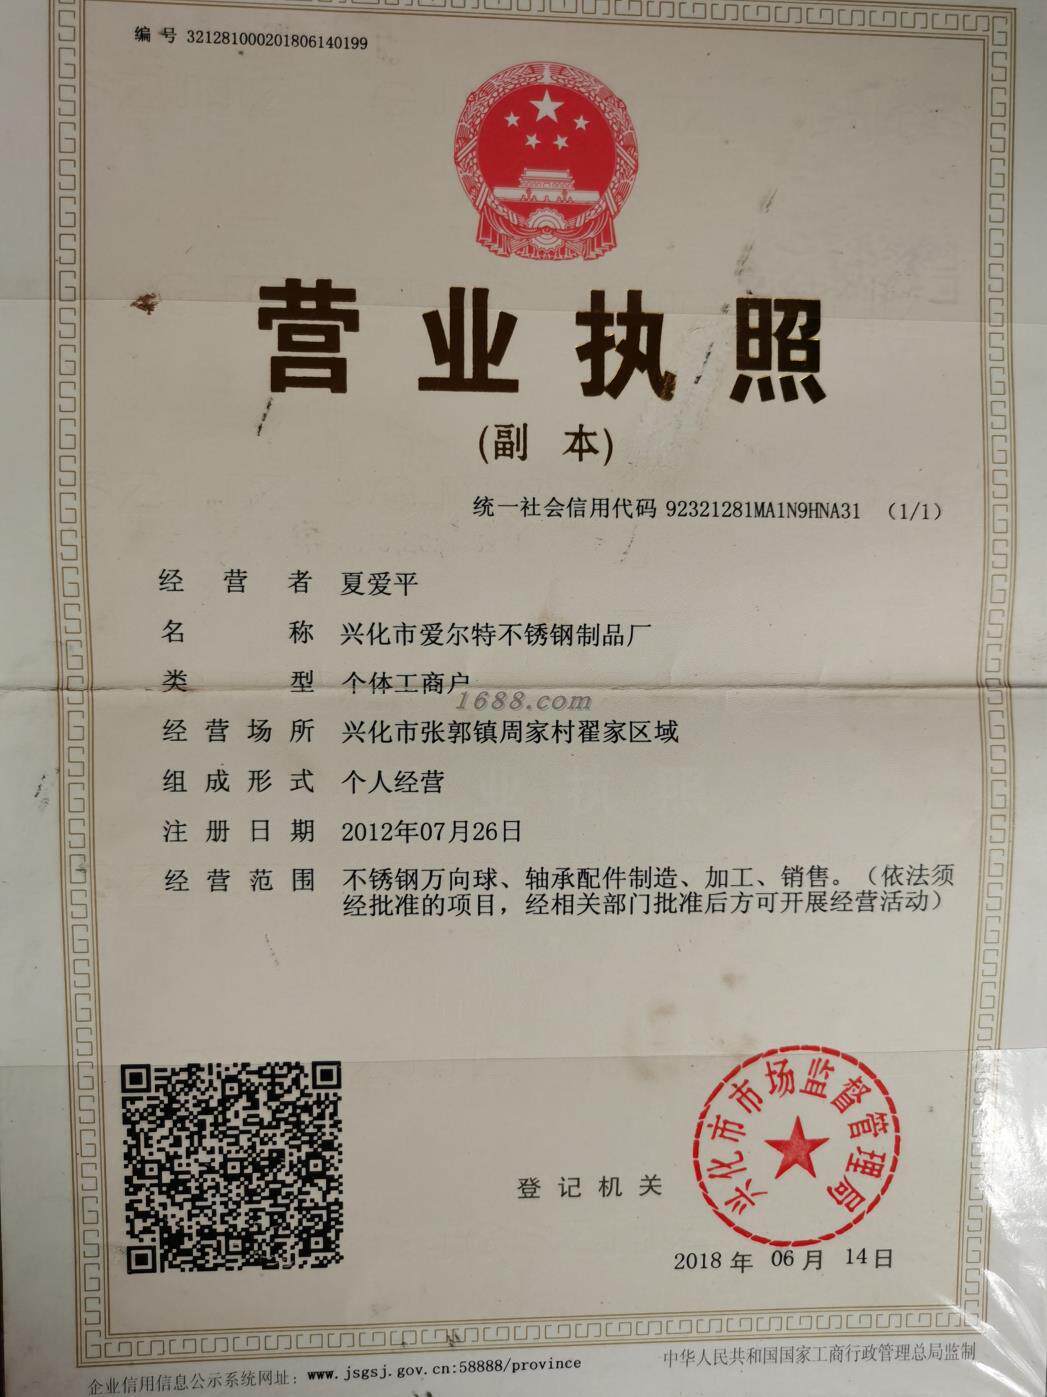 编 号 321281000201806140199
营 业 执 照
(副 本)
统一社会信用代码 92321281MA1N9HNA31 （1/1）
经 营 者 夏爱平
名 称 兴化市爱尔特不锈钢制品厂
类 型 个体工商户
1688.com
经 营 场 所 兴化市张郭镇周家村翟家区域
组 成 形 式 个人经营
注 册 日 期 2012年07月26日
经 营 范 围 不锈钢万向球、轴承配件制造、加工、销售。（依法须
经批准的项目，经相关部门批准后方可开展经营活动）
兴化市市场监督管理局
登 记 机 关
2018 年 06 月 14 日
企业信用信息公示系统网址： www.jsgsj.gov.cn:58888/province
中华人民共和国国家工商行政管理总局监制